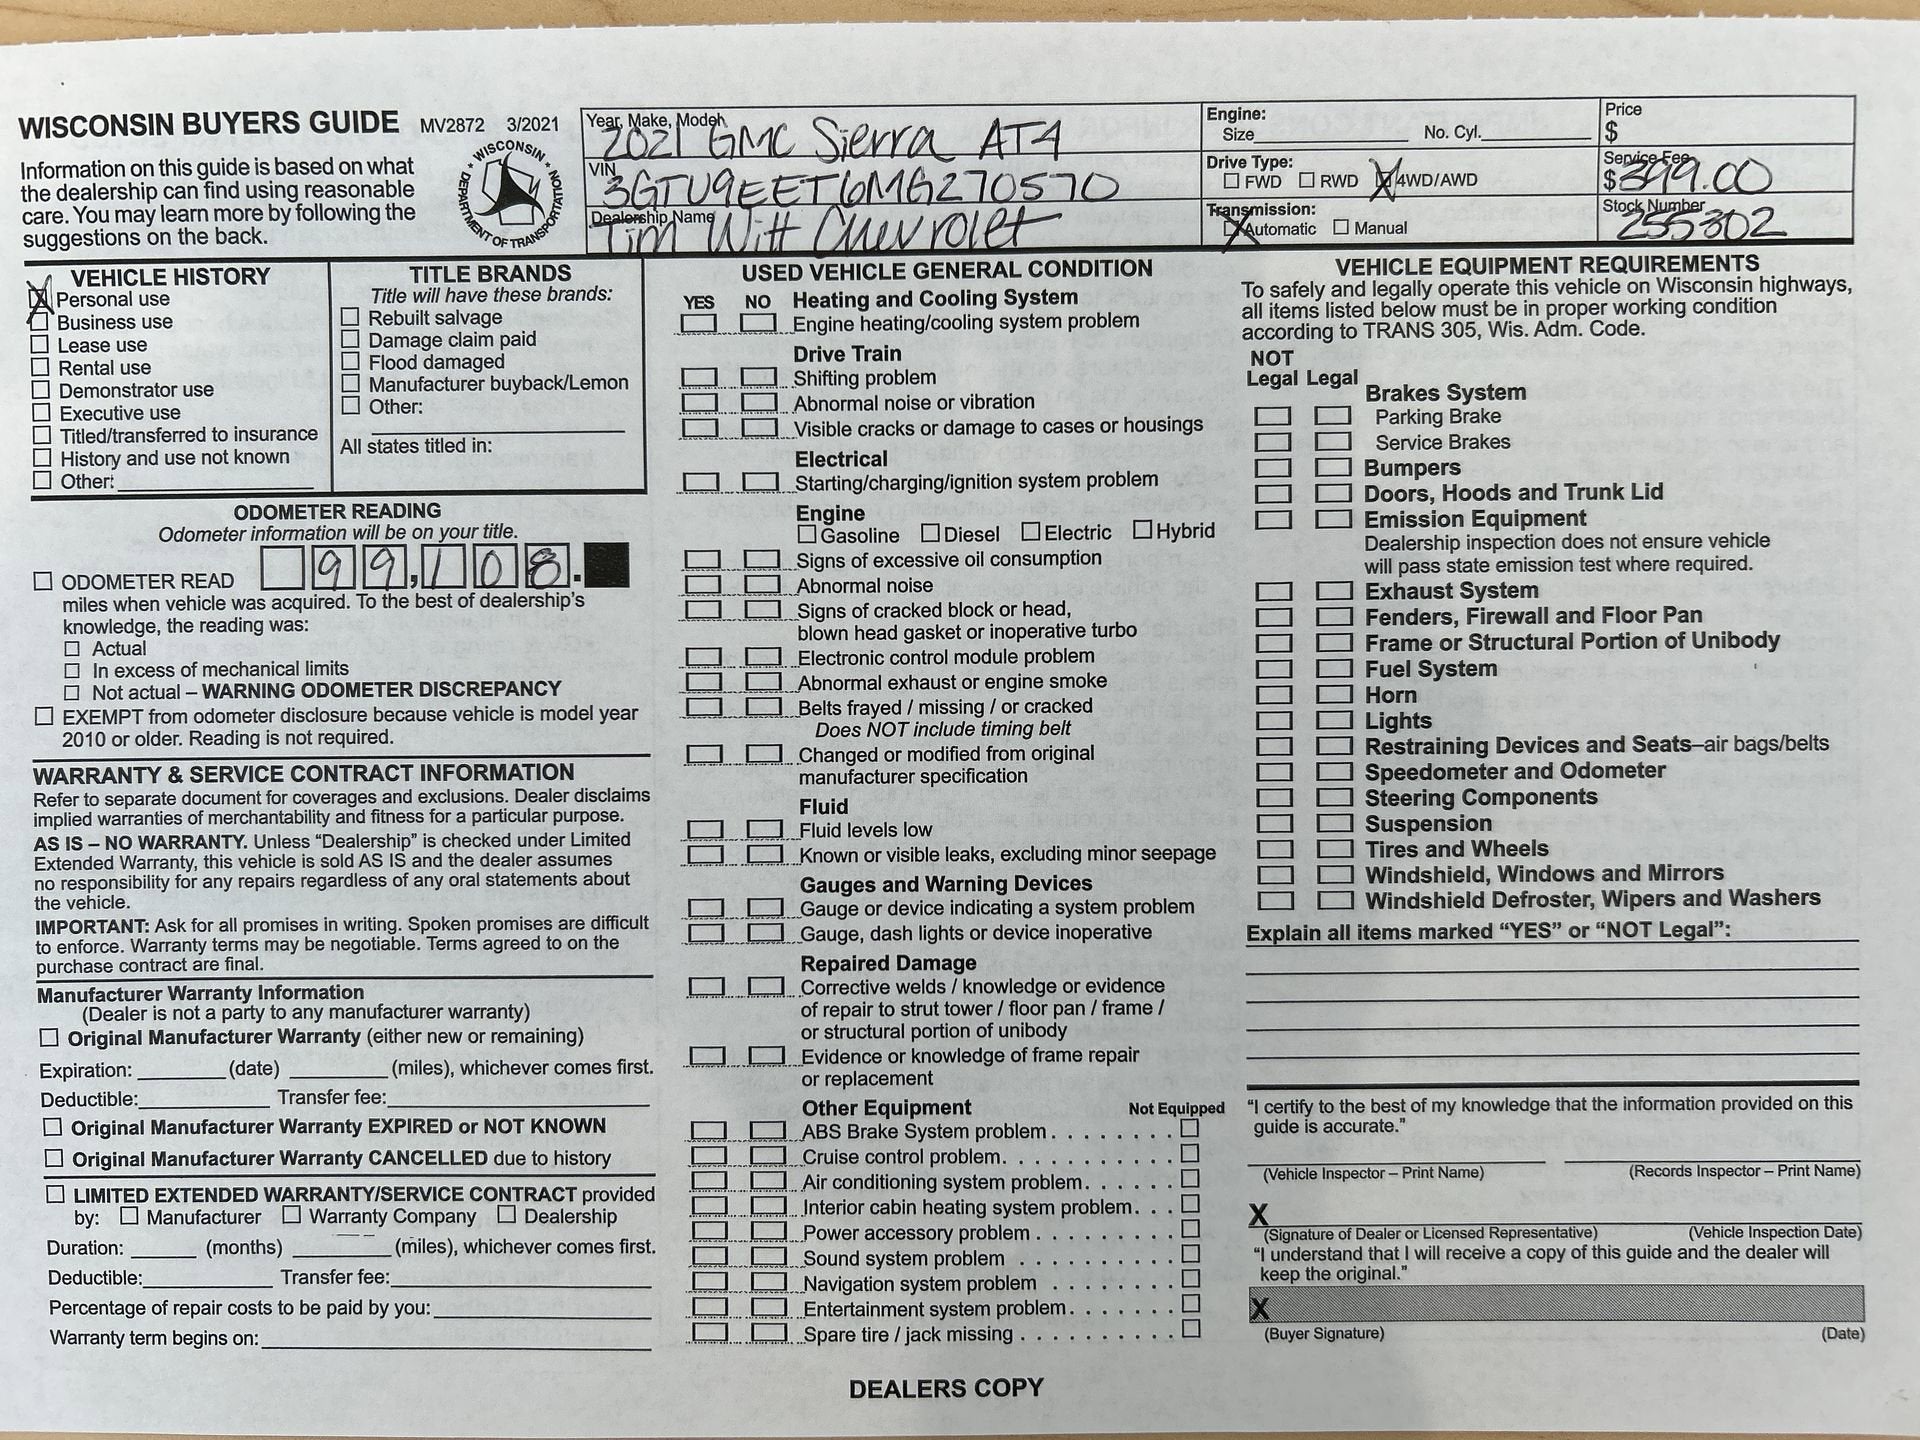 WISCONSIN BUYERS GUIDE MV2872 3/2021
Information on this guide is based on what
the dealership can find using reasonable
care. You may learn more by following the
suggestions on the back.
WISCONSIN DEPARTMENT OF TRANSPORTATION
Year, Make, Model
2021 GMC Sierra AT4
VIN
3GTU9EET6MG270570
Dealership Name
Tim Witt Chevrolet
Engine:
Size No. Cyl.
Drive Type:
FWD RWD 4WD/AWD
Transmission:
Automatic Manual
Price
$
Service Fee
$399.00
Stock Number
255302
VEHICLE HISTORY
Personal use
Business use
Lease use
Rental use
Demonstrator use
Executive use
Titled/transferred to insurance
History and use not known
Other:
TITLE BRANDS
Title will have these brands:
Rebuilt salvage
Damage claim paid
Flood damaged
Manufacturer buyback/Lemon
Other:
All states titled in:
ODOMETER READING
Odometer information will be on your title.
ODOMETER READ 99,108.
miles when vehicle was acquired. To the best of dealership's
knowledge, the reading was:
Actual
In excess of mechanical limits
Not actual – WARNING ODOMETER DISCREPANCY
EXEMPT from odometer disclosure because vehicle is model year
2010 or older. Reading is not required.
WARRANTY & SERVICE CONTRACT INFORMATION
Refer to separate document for coverages and exclusions. Dealer disclaims
implied warranties of merchantability and fitness for a particular purpose.
AS IS – NO WARRANTY. Unless "Dealership" is checked under Limited
Extended Warranty, this vehicle is sold AS IS and the dealer assumes
no responsibility for any repairs regardless of any oral statements about
the vehicle.
IMPORTANT: Ask for all promises in writing. Spoken promises are difficult
to enforce. Warranty terms may be negotiable. Terms agreed to on the
purchase contract are final.
Manufacturer Warranty Information
(Dealer is not a party to any manufacturer warranty)
Original Manufacturer Warranty (either new or remaining)
Expiration: (date) (miles), whichever comes first.
Deductible: Transfer fee:
Original Manufacturer Warranty EXPIRED or NOT KNOWN
Original Manufacturer Warranty CANCELLED due to history
LIMITED EXTENDED WARRANTY/SERVICE CONTRACT provided
by: Manufacturer Warranty Company Dealership
Duration: (months) (miles), whichever comes first.
Deductible: Transfer fee:
Percentage of repair costs to be paid by you:
Warranty term begins on:
USED VEHICLE GENERAL CONDITION
YES NO Heating and Cooling System
Engine heating/cooling system problem
Drive Train
Shifting problem
Abnormal noise or vibration
Visible cracks or damage to cases or housings
Electrical
Starting/charging/ignition system problem
Engine
Gasoline Diesel Electric Hybrid
Signs of excessive oil consumption
Abnormal noise
Signs of cracked block or head,
blown head gasket or inoperative turbo
Electronic control module problem
Abnormal exhaust or engine smoke
Belts frayed / missing / or cracked
Does NOT include timing belt
Changed or modified from original
manufacturer specification
Fluid
Fluid levels low
Known or visible leaks, excluding minor seepage
Gauges and Warning Devices
Gauge or device indicating a system problem
Gauge, dash lights or device inoperative
Repaired Damage
Corrective welds / knowledge or evidence
of repair to strut tower / floor pan / frame /
or structural portion of unibody
Evidence or knowledge of frame repair
or replacement
Other Equipment Not Equipped
ABS Brake System problem
Cruise control problem
Air conditioning system problem
Interior cabin heating system problem
Power accessory problem
Sound system problem
Navigation system problem
Entertainment system problem
Spare tire / jack missing
VEHICLE EQUIPMENT REQUIREMENTS
To safely and legally operate this vehicle on Wisconsin highways,
all items listed below must be in proper working condition
according to TRANS 305, Wis. Adm. Code.
NOT
Legal Legal
Brakes System
Parking Brake
Service Brakes
Bumpers
Doors, Hoods and Trunk Lid
Emission Equipment
Dealership inspection does not ensure vehicle
will pass state emission test where required.
Exhaust System
Fenders, Firewall and Floor Pan
Frame or Structural Portion of Unibody
Fuel System
Horn
Lights
Restraining Devices and Seats–air bags/belts
Speedometer and Odometer
Steering Components
Suspension
Tires and Wheels
Windshield, Windows and Mirrors
Windshield Defroster, Wipers and Washers
Explain all items marked "YES" or "NOT Legal":
"I certify to the best of my knowledge that the information provided on this
guide is accurate."
(Vehicle Inspector – Print Name) (Records Inspector – Print Name)
X
(Signature of Dealer or Licensed Representative) (Vehicle Inspection Date)
"I understand that I will receive a copy of this guide and the dealer will
keep the original."
X
(Buyer Signature) (Date)
DEALERS COPY